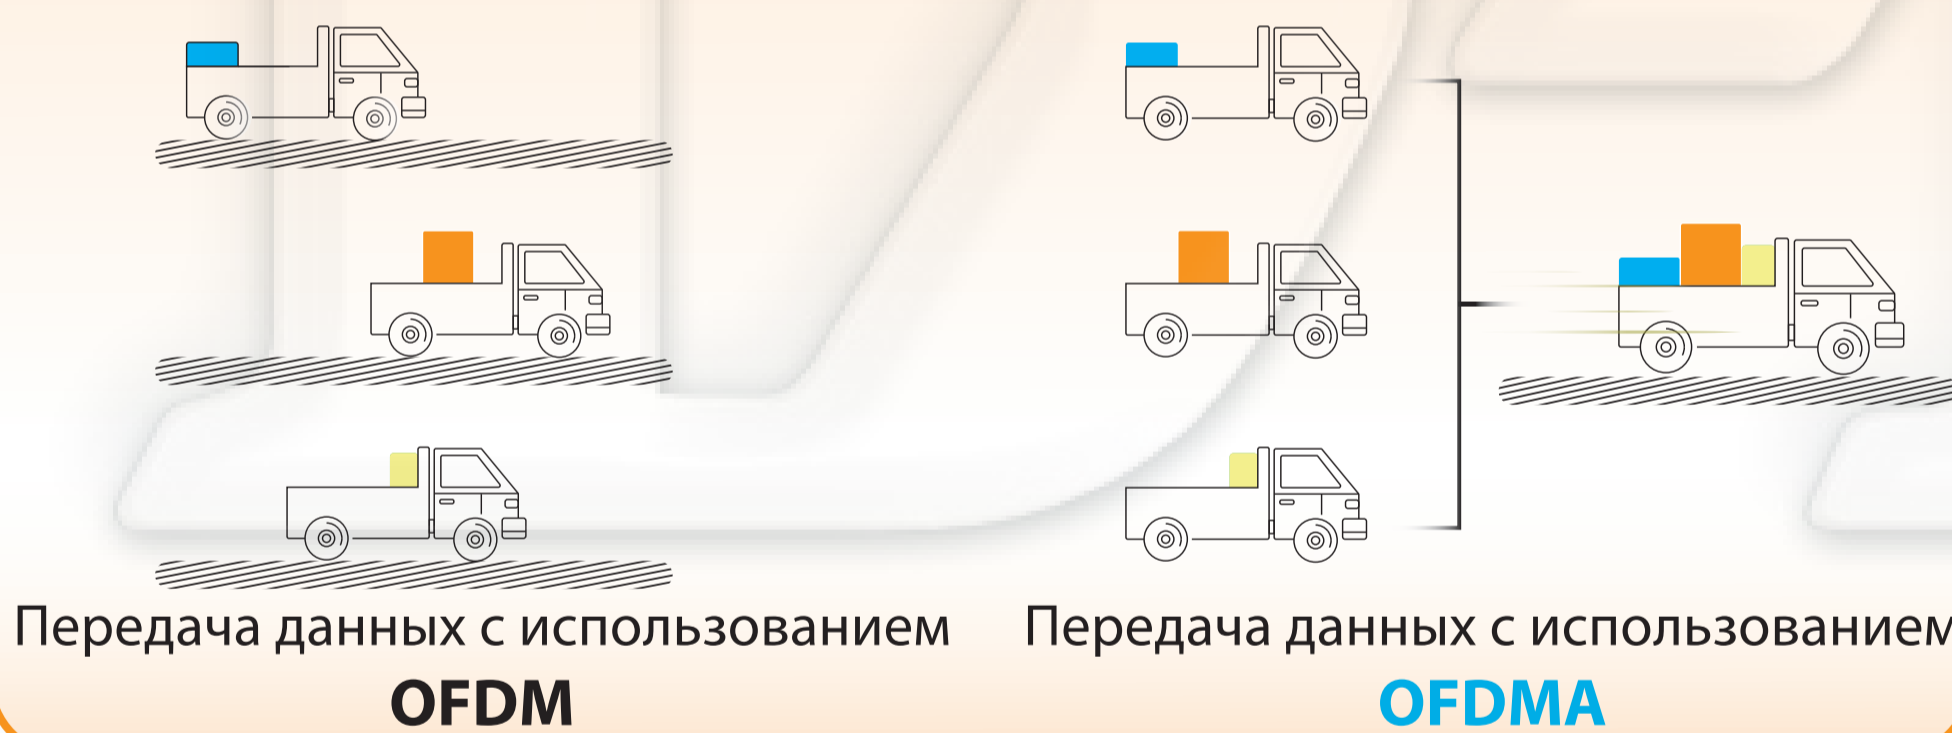 Передача данных с использованием
OFDM
Передача данных с использованием
OFDMA